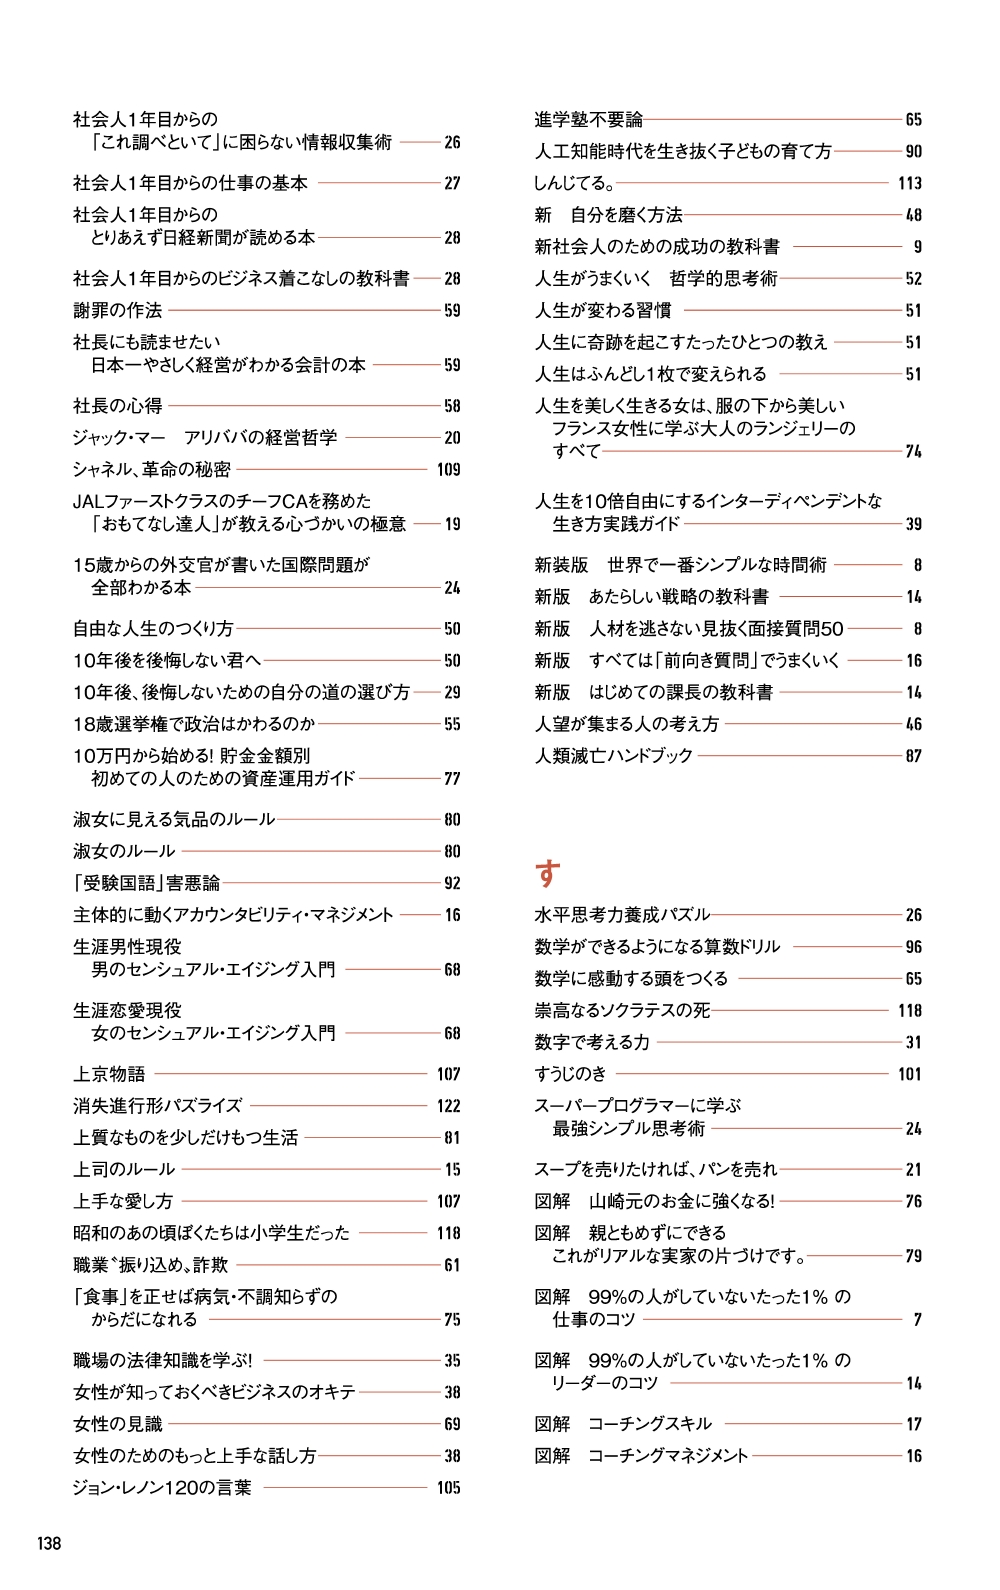 社会人1年目からの
「これ調べといて」に困らない情報収集術 26
社会人1年目からの仕事の基本 27
社会人1年目からの
とりあえず日経新聞が読める本 28
社会人1年目からのビジネス着こなしの教科書 28
謝罪の作法 59
社長にも読ませたい
日本一やさしく経営がわかる会計の本 59
社長の心得 58
ジャック・マー　アリババの経営哲学 20
シャネル、革命の秘密 109
JALファーストクラスのチーフCAを務めた
「おもてなし達人」が教える心づかいの極意 19
15歳からの外交官が書いた国際問題が
全部わかる本 24
自由な人生のつくり方 50
10年後を後悔しない君へ 50
10年後、後悔しないための自分の道の選び方 29
18歳選挙権で政治はかわるのか 55
10万円から始める! 貯金金額別
初めての人のための資産運用ガイド 77
淑女に見える気品のルール 80
淑女のルール 80
「受験国語」害悪論 92
主体的に動くアカウンタビリティ・マネジメント 16
生涯男性現役
男のセンシュアル・エイジング入門 68
生涯恋愛現役
女のセンシュアル・エイジング入門 68
上京物語 107
消失進行形パズライズ 122
上質なものを少しだけもつ生活 81
上司のルール 15
上手な愛し方 107
昭和のあの頃ぼくたちは小学生だった 118
職業〝振り込め〟詐欺 61
「食事」を正せば病気・不調知らずの
からだになれる 75
職場の法律知識を学ぶ! 35
女性が知っておくべきビジネスのオキテ 38
女性の見識 69
女性のためのもっと上手な話し方 38
ジョン・レノン120の言葉 105
進学塾不要論 65
人工知能時代を生き抜く子どもの育て方 90
しんじてる。 113
新　自分を磨く方法 48
新社会人のための成功の教科書 9
人生がうまくいく　哲学的思考術 52
人生が変わる習慣 51
人生に奇跡を起こすたったひとつの教え 51
人生はふんどし1枚で変えられる 51
人生を美しく生きる女は、服の下から美しい
フランス女性に学ぶ大人のランジェリーの
すべて 74
人生を10倍自由にするインターディペンデントな
生き方実践ガイド 39
新装版　世界で一番シンプルな時間術 8
新版　あたらしい戦略の教科書 14
新版　人材を逃さない見抜く面接質問50 8
新版　すべては「前向き質問」でうまくいく 16
新版　はじめての課長の教科書 14
人望が集まる人の考え方 46
人類滅亡ハンドブック 87
す
水平思考力養成パズル 26
数学ができるようになる算数ドリル 96
数学に感動する頭をつくる 65
崇高なるソクラテスの死 118
数字で考える力 31
すうじのき 101
スーパープログラマーに学ぶ
最強シンプル思考術 24
スープを売りたければ、パンを売れ 21
図解　山崎元のお金に強くなる! 76
図解　親ともめずにできる
これがリアルな実家の片づけです。 79
図解　99%の人がしていないたった1% の
仕事のコツ 7
図解　99%の人がしていないたった1% の
リーダーのコツ 14
図解　コーチングスキル 17
図解　コーチングマネジメント 16
138